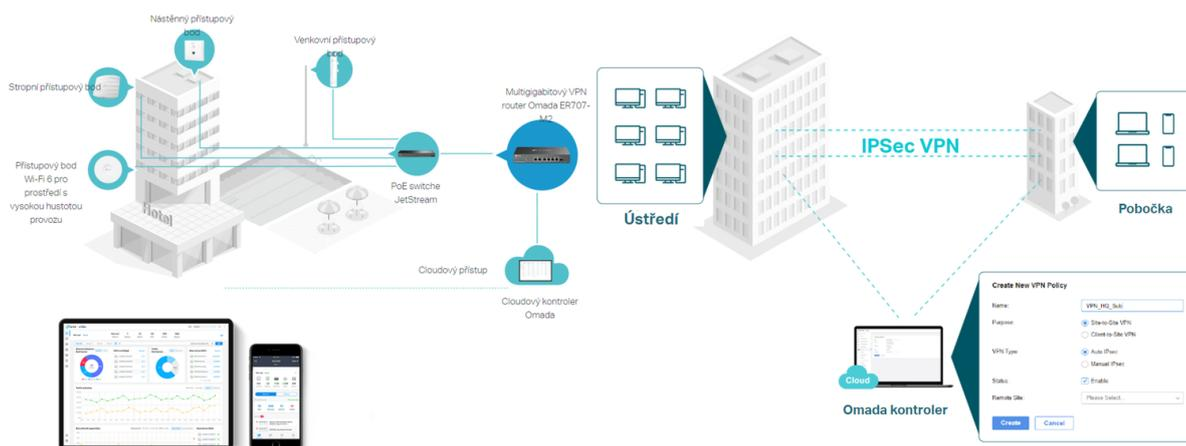 Nástěnný přístupový
bod
Venkovní přístupový
bod
Stropní přístupový bod
Multigigabitový VPN
router Omada ER707-
M2
Přístupový bod
Wi-Fi 6 pro
prostředí s
vysokou hustotou
provozu
Hotel
PoE switche
JetStream
Cloudový přístup
Cloudový kontroler
Omada
Ústředí
IPSec VPN
Pobočka
Cloud
Omada kontroler
Create New VPN Policy
Name:
VPN_HQ_Sub
Purpose:
Site-to-Site VPN
Client-to-Site VPN
VPN Type
Auto IPsec
Manual IPsec
Status:
Enable
Remote Site:
Please Select...
Create
Cancel